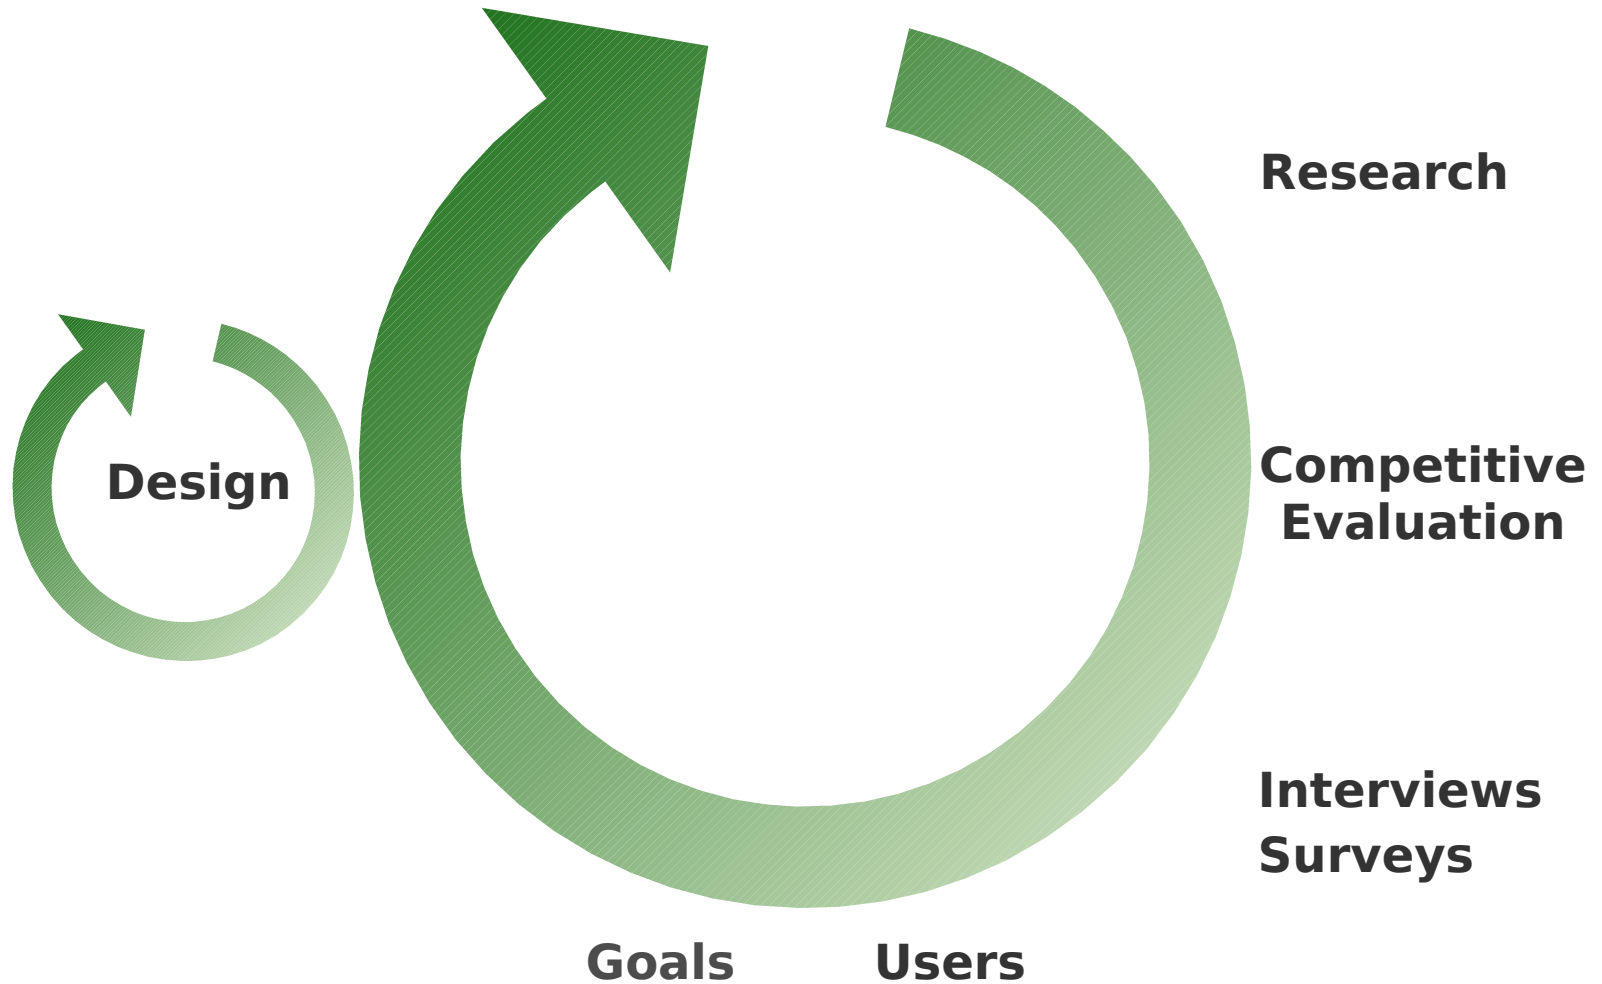 Research
Competitive
Evaluation
Design
Interviews
Surveys
Goals
Users